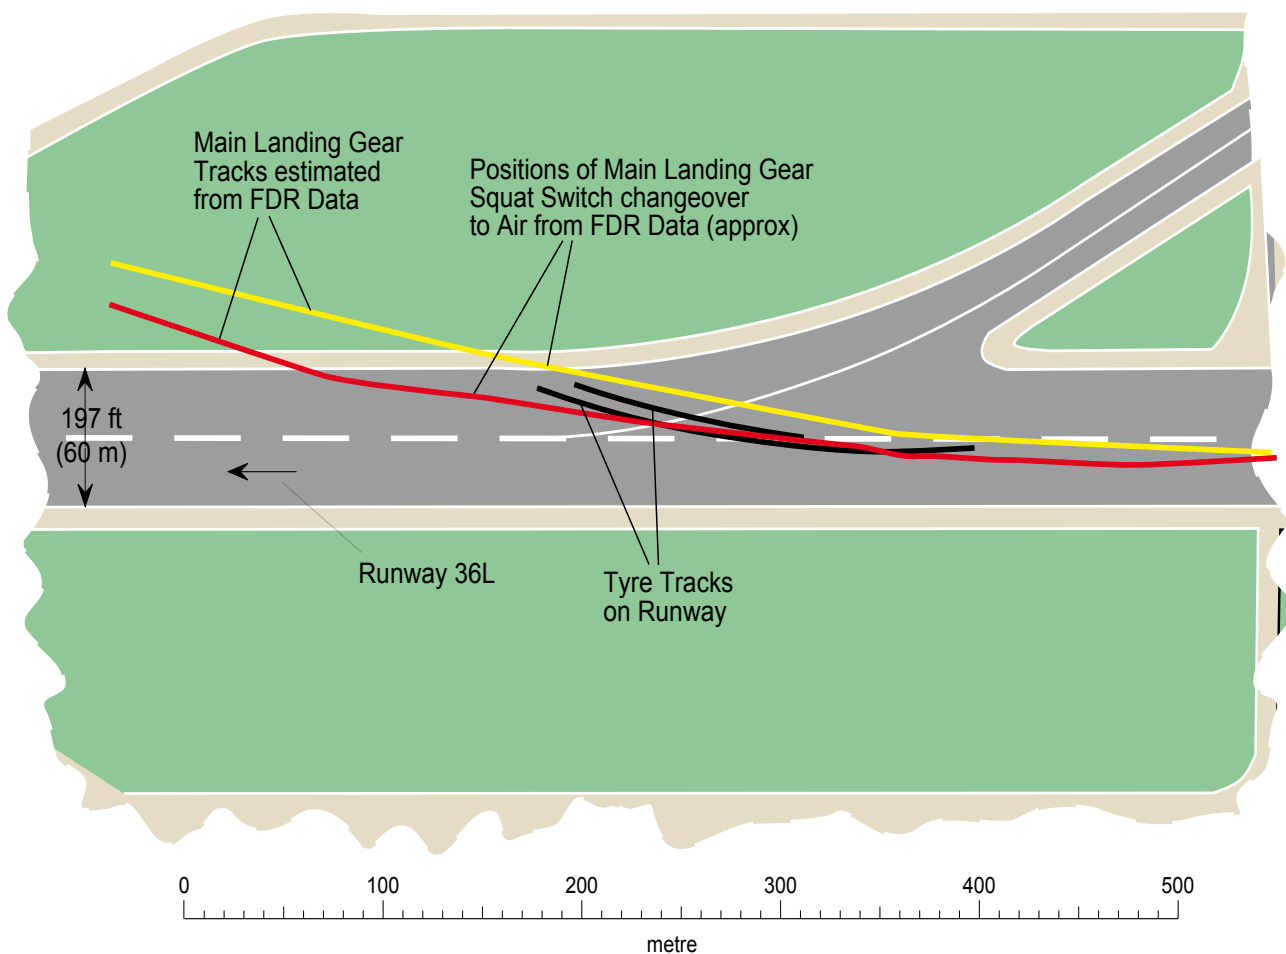 Main Landing Gear
Tracks estimated
from FDR Data
Positions of Main Landing Gear
Squat Switch changeover
to Air from FDR Data (approx)
197 ft
(60 m)
Runway 36L
Tyre Tracks
on Runway
0 100 200 300 400 500
metre